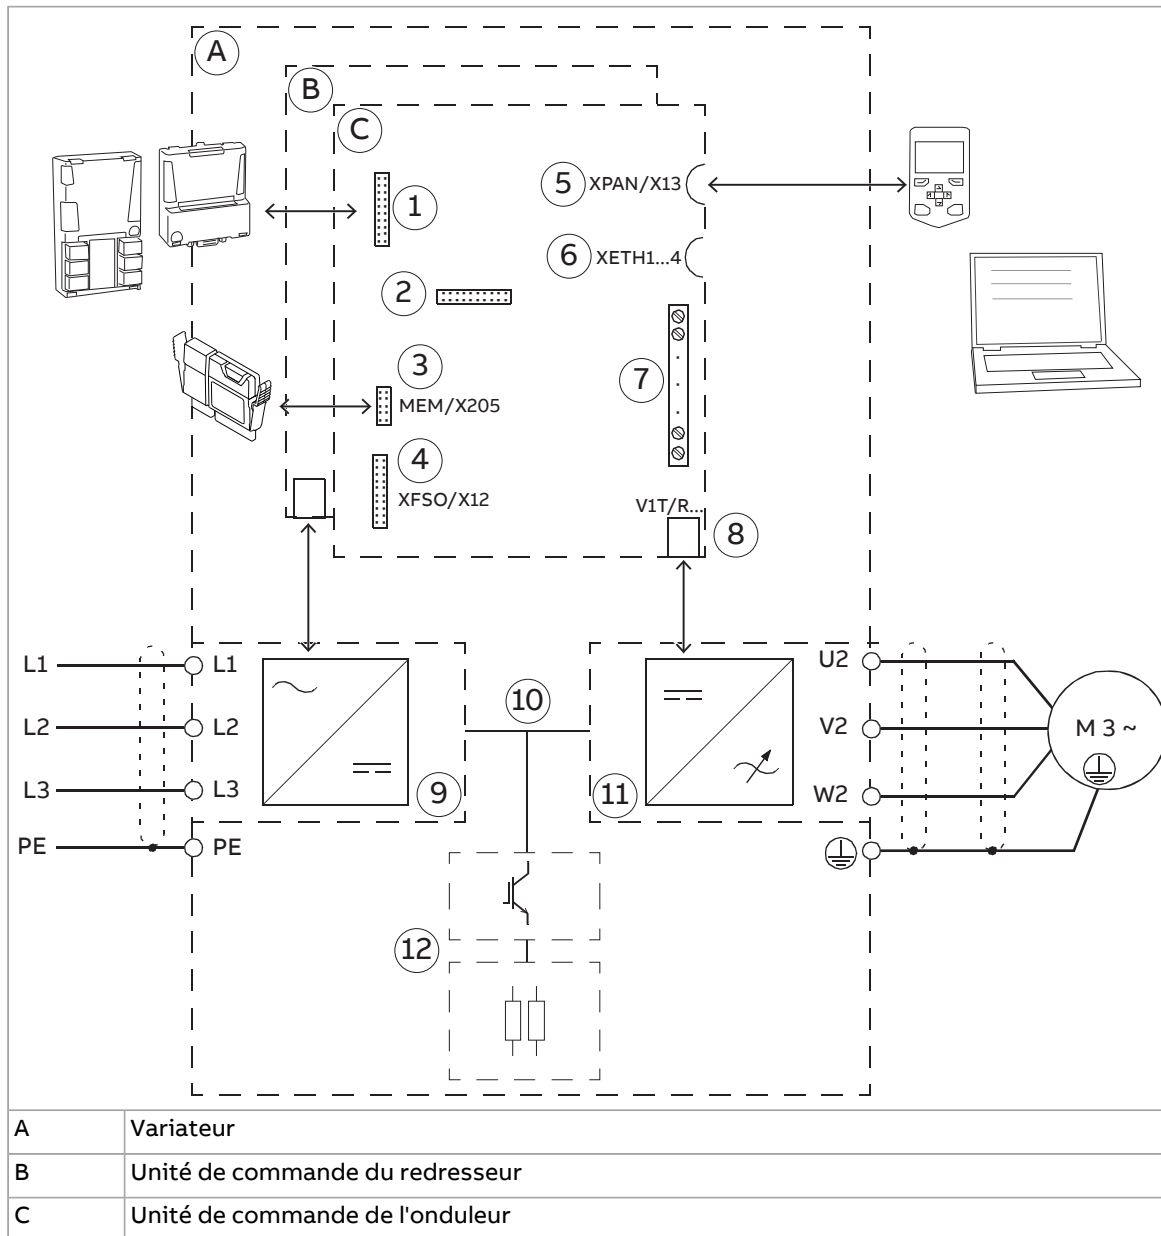 A
B
C
1
5 XPAN/X13
6 XETH1...4
2
3
MEM/X205
7
4
XFSO/X12
V1T/R...
8
L1 L1
L2 L2
L3 L3
PE PE
9
10
11
U2
V2
W2
M 3 ~
12
A Variateur
B Unité de commande du redresseur
C Unité de commande de l'onduleur